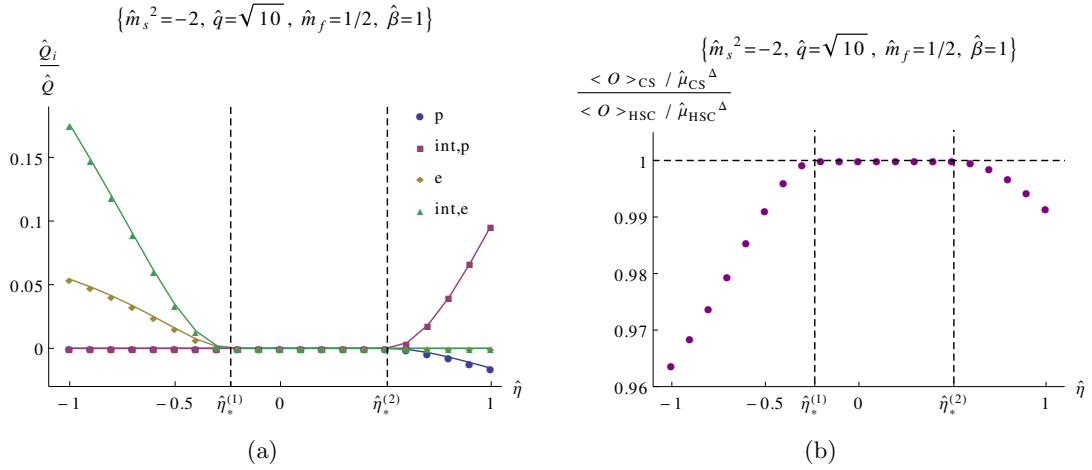 {m̂_s² = −2, q̂ = √10, m̂_f = 1/2, β̂ = 1}
Q̂_i / Q̂
p
int,p
e
int,e
0.15
0.1
0.05
0
−1
−0.5
η̂_*^(1)
0
η̂_*^(2)
1
η̂
(a)
{m̂_s² = −2, q̂ = √10, m̂_f = 1/2, β̂ = 1}
< O >_CS / μ̂_CS^Δ
< O >_HSC / μ̂_HSC^Δ
1
0.99
0.98
0.97
0.96
−1
−0.5
η̂_*^(1)
0
η̂_*^(2)
1
η̂
(b)